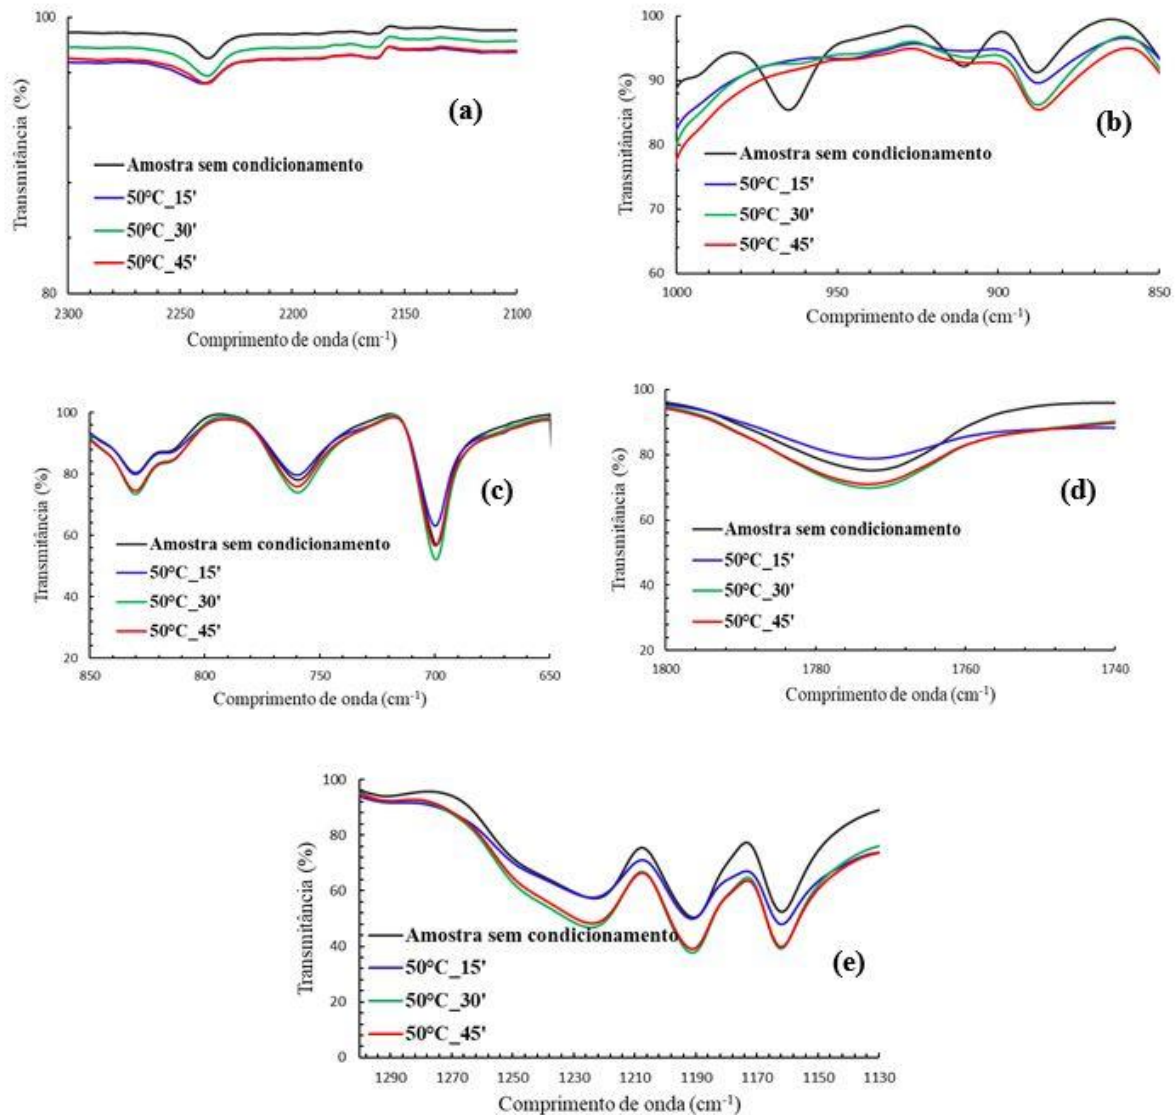 100
Transmitância (%)
(a)
Amostra sem condicionamento
50°C_15'
50°C_30'
50°C_45'
80
2300 2250 2200 2150 2100
Comprimento de onda (cm⁻¹)
100
90
80
70
60
Transmitância (%)
(b)
Amostra sem condicionamento
50°C_15'
50°C_30'
50°C_45'
1000 950 900 850
Comprimento de onda (cm⁻¹)
100
80
60
40
20
Transmitância (%)
(c)
Amostra sem condicionamento
50°C_15'
50°C_30'
50°C_45'
850 800 750 700 650
Comprimento de onda (cm⁻¹)
100
80
60
40
20
Transmitância (%)
(d)
Amostra sem condicionamento
50°C_15'
50°C_30'
50°C_45'
1800 1780 1760 1740
Comprimento de onda (cm⁻¹)
100
80
60
40
20
0
Transmitância (%)
(e)
Amostra sem condicionamento
50°C_15'
50°C_30'
50°C_45'
1290 1270 1250 1230 1210 1190 1170 1150 1130
Comprimento de onda (cm⁻¹)